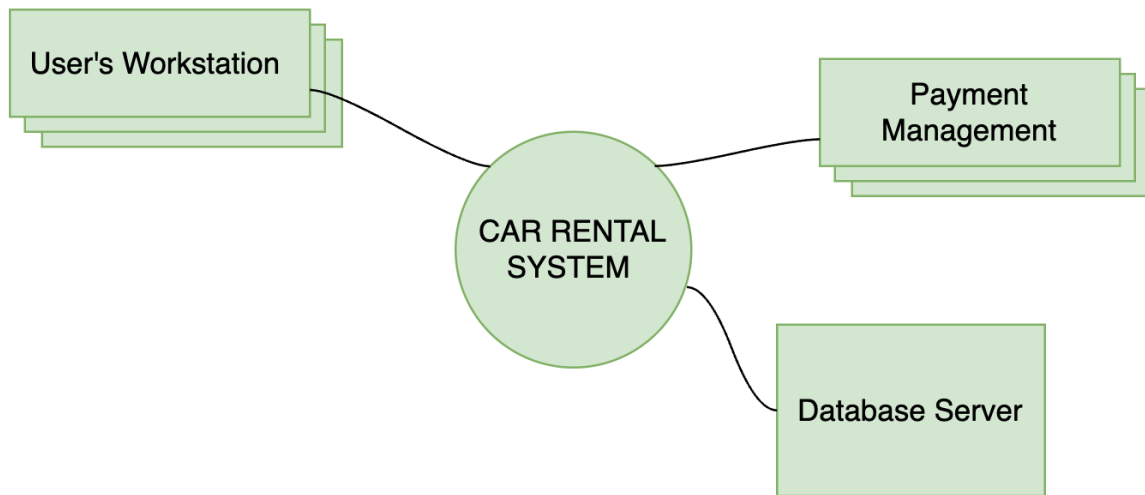 User's Workstation
Payment
Management
CAR RENTAL
SYSTEM
Database Server